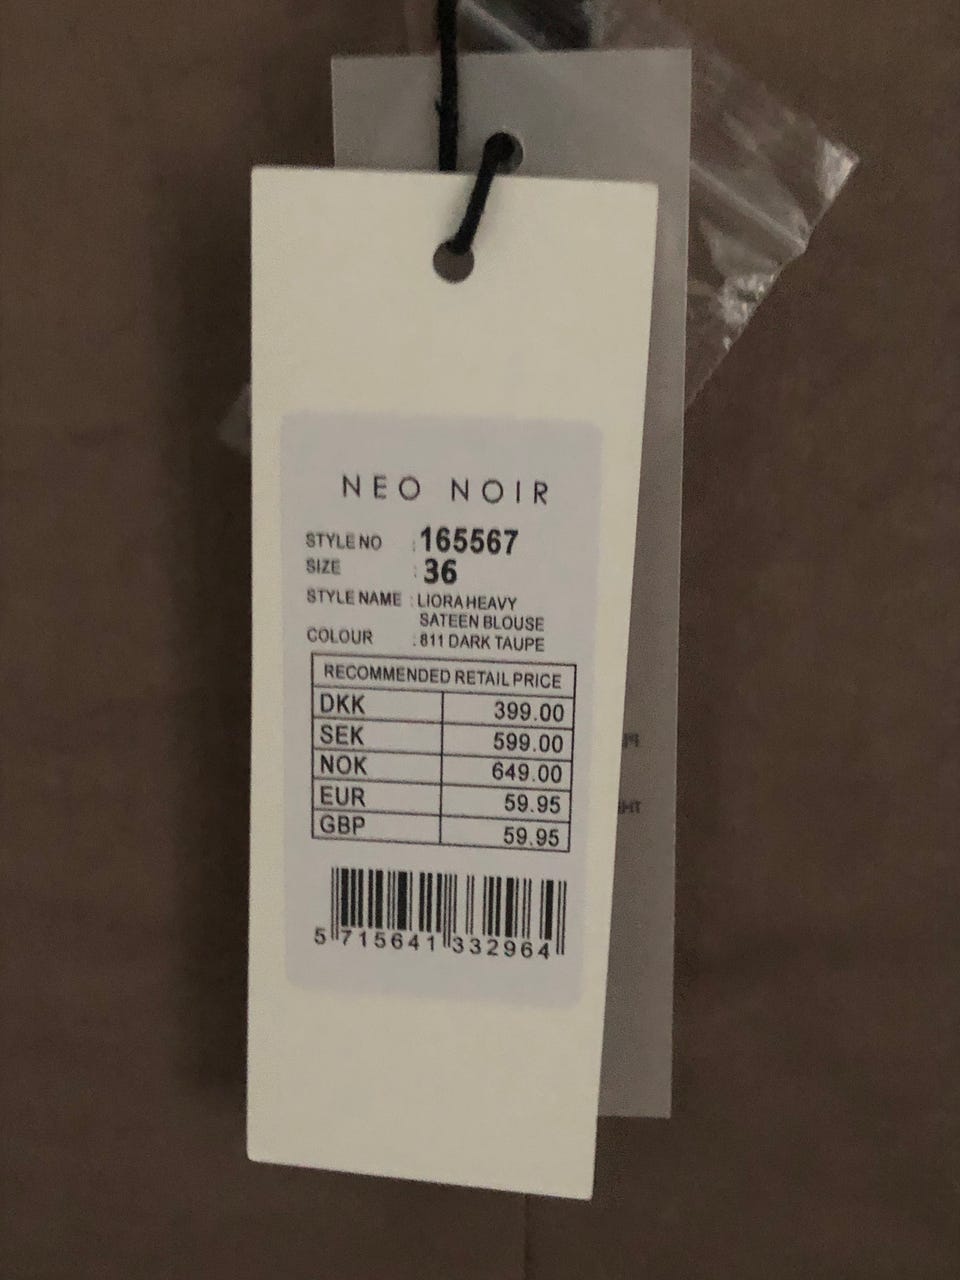 NEO NOIR
STYLE NO : 165567
SIZE : 36
STYLE NAME : LIORA HEAVY
SATEEN BLOUSE
COLOUR : 811 DARK TAUPE
RECOMMENDED RETAIL PRICE
DKK 399.00
SEK 599.00
NOK 649.00
EUR 59.95
GBP 59.95
5 715641 332964